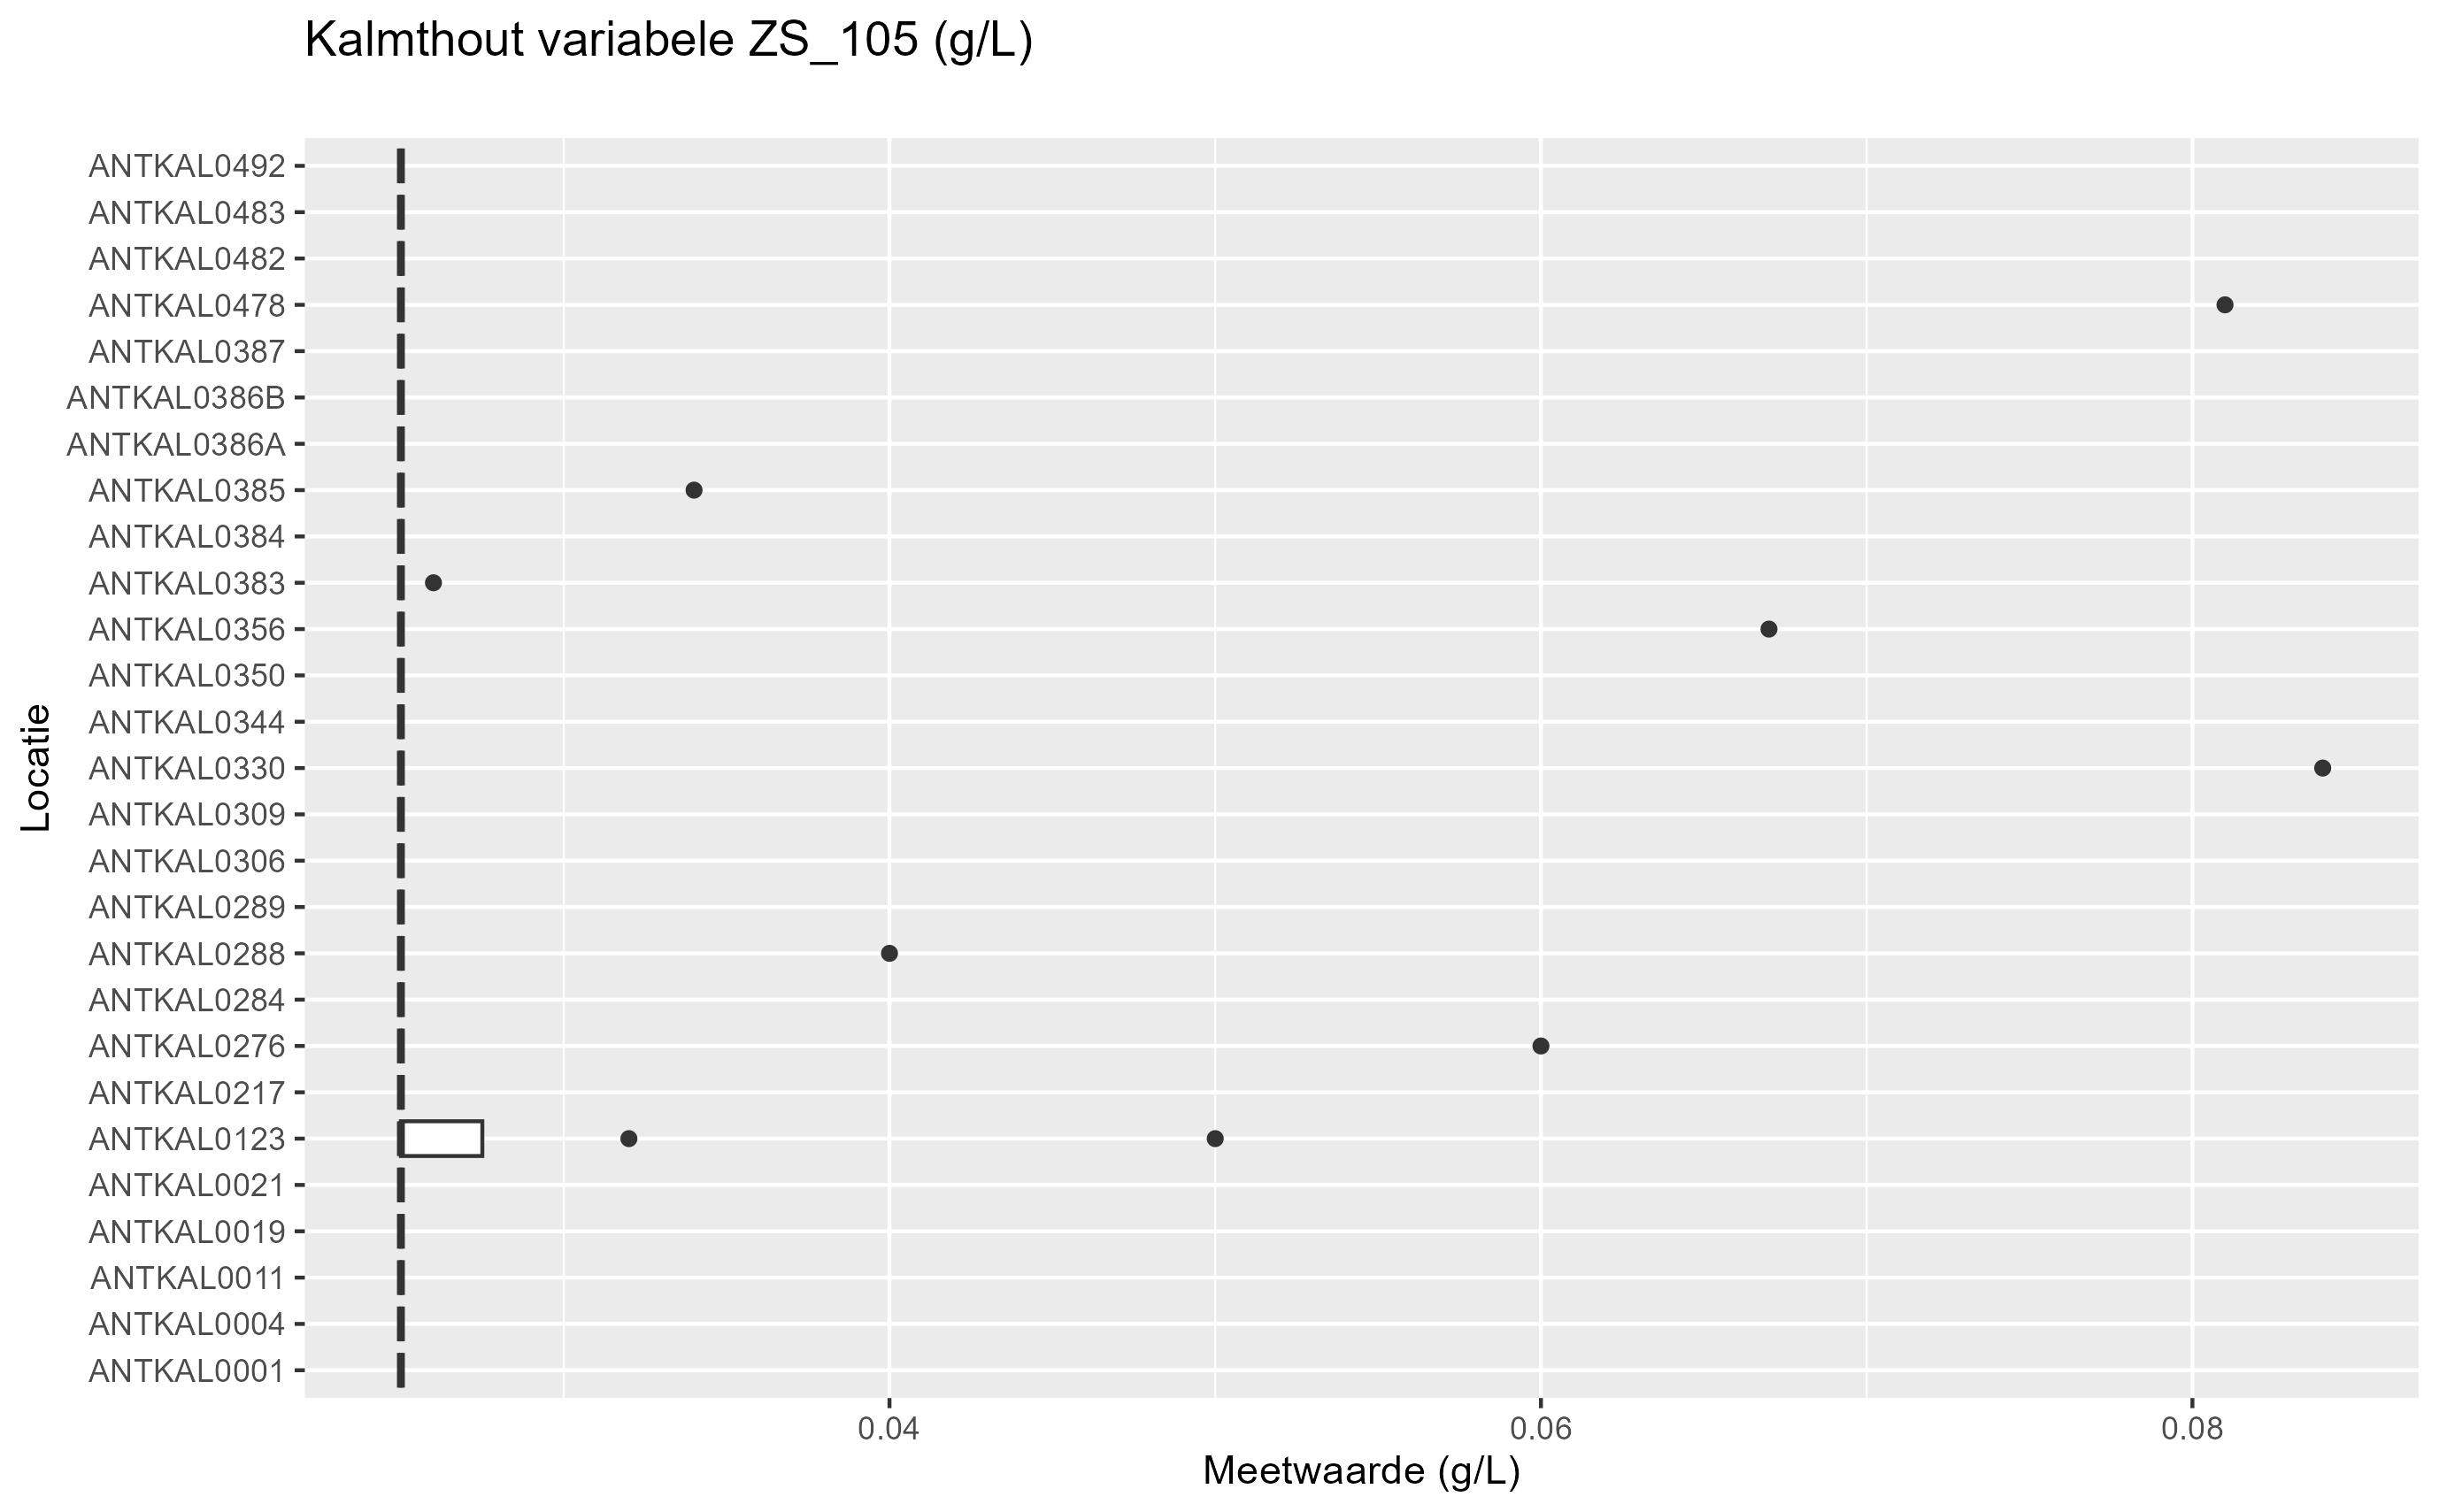 Kalmthout variabele ZS_105 (g/L)
ANTKAL0492
ANTKAL0483
ANTKAL0482
ANTKAL0478
ANTKAL0387
ANTKAL0386B
ANTKAL0386A
ANTKAL0385
ANTKAL0384
ANTKAL0383
ANTKAL0356
ANTKAL0350
ANTKAL0344
ANTKAL0330
ANTKAL0309
ANTKAL0306
ANTKAL0289
ANTKAL0288
ANTKAL0284
ANTKAL0276
ANTKAL0217
ANTKAL0123
ANTKAL0021
ANTKAL0019
ANTKAL0011
ANTKAL0004
ANTKAL0001
Locatie
0.04 0.06 0.08
Meetwaarde (g/L)